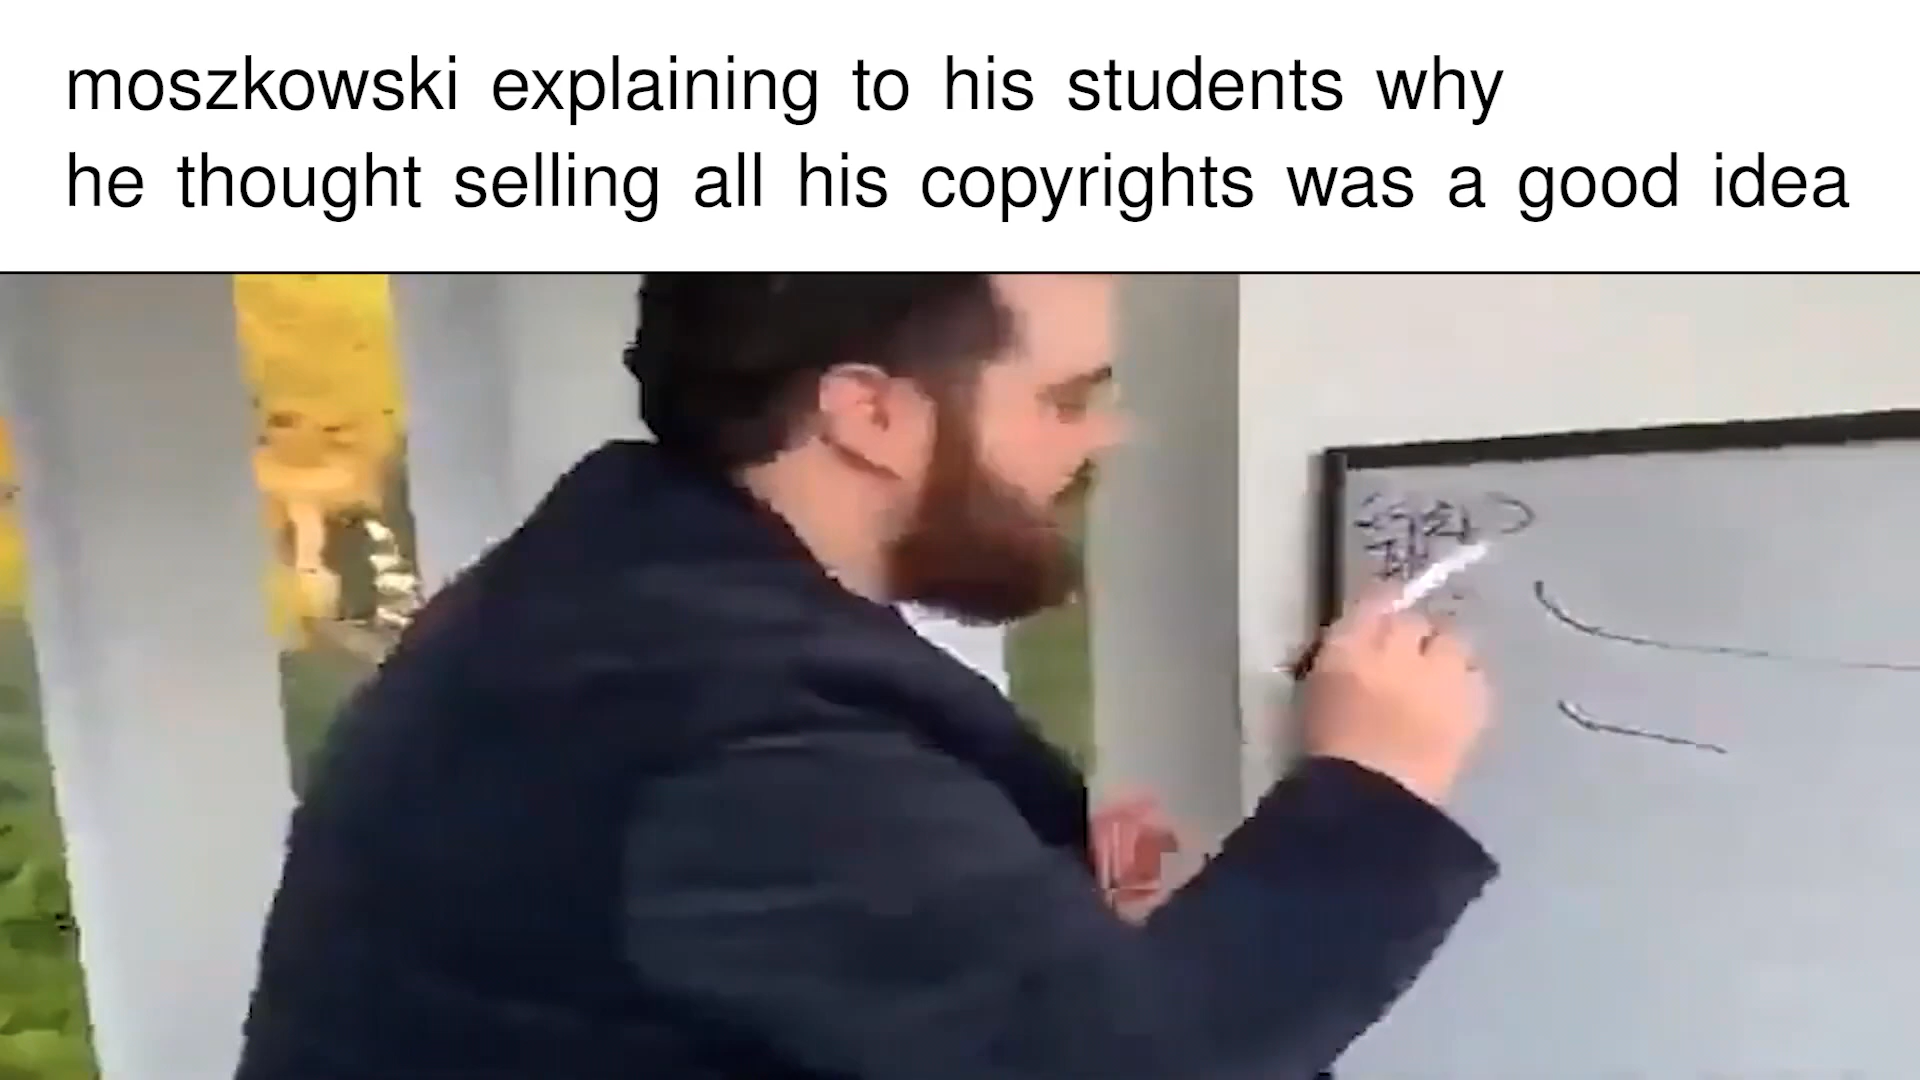 moszkowski explaining to his students why
he thought selling all his copyrights was a good idea